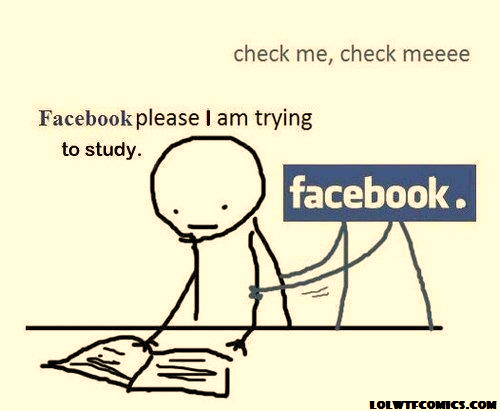 check me, check meeee
Facebook please I am trying
to study.
facebook.
LOLWTFCOMICS.COM